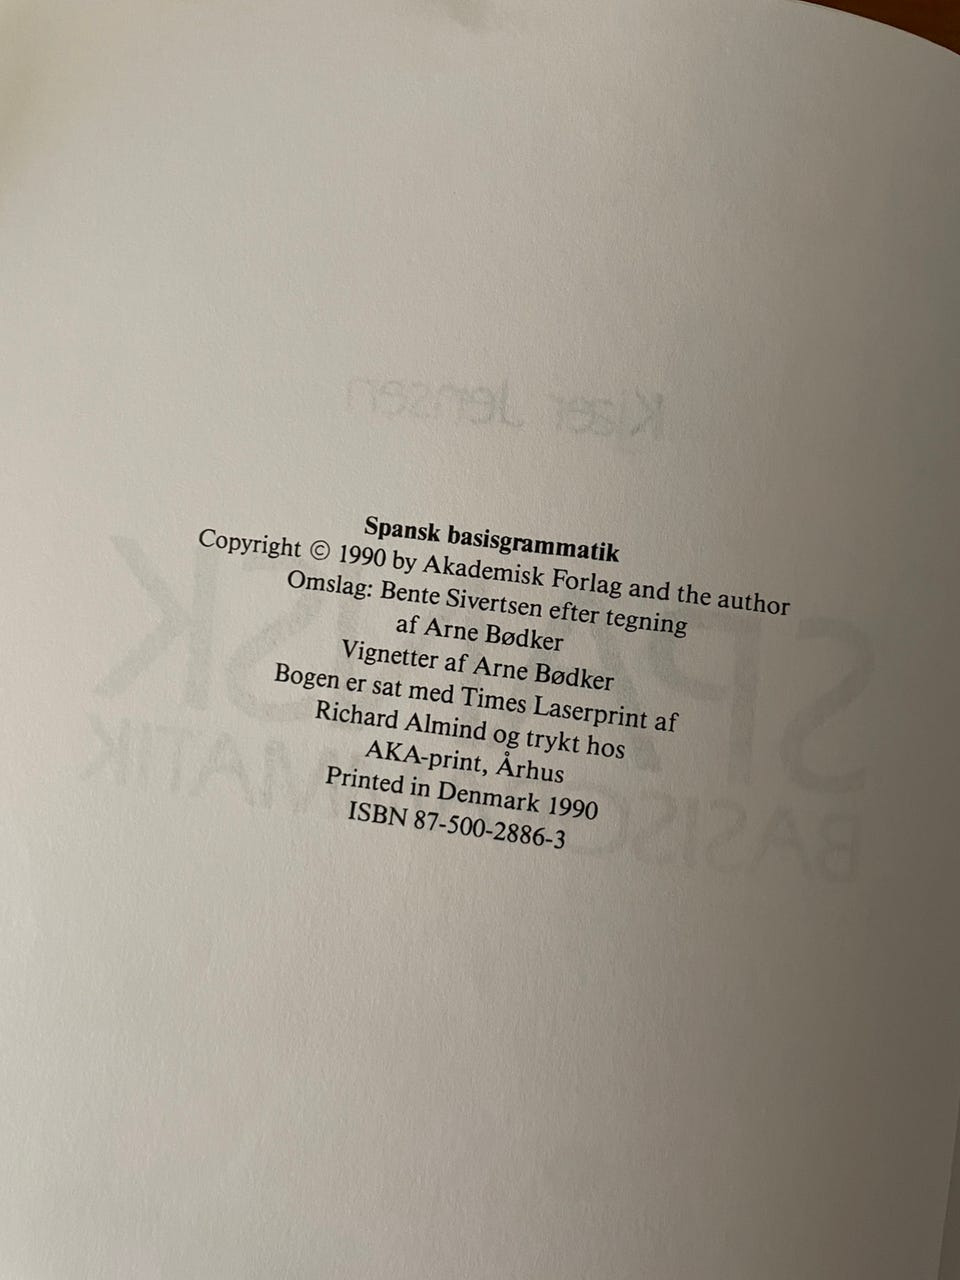 Kjær Jensen
Spansk basisgrammatik
Copyright © 1990 by Akademisk Forlag and the author
Omslag: Bente Sivertsen efter tegning
af Arne Bødker
Vignetter af Arne Bødker
Bogen er sat med Times Laserprint af
Richard Almind og trykt hos
AKA-print, Århus
Printed in Denmark 1990
ISBN 87-500-2886-3